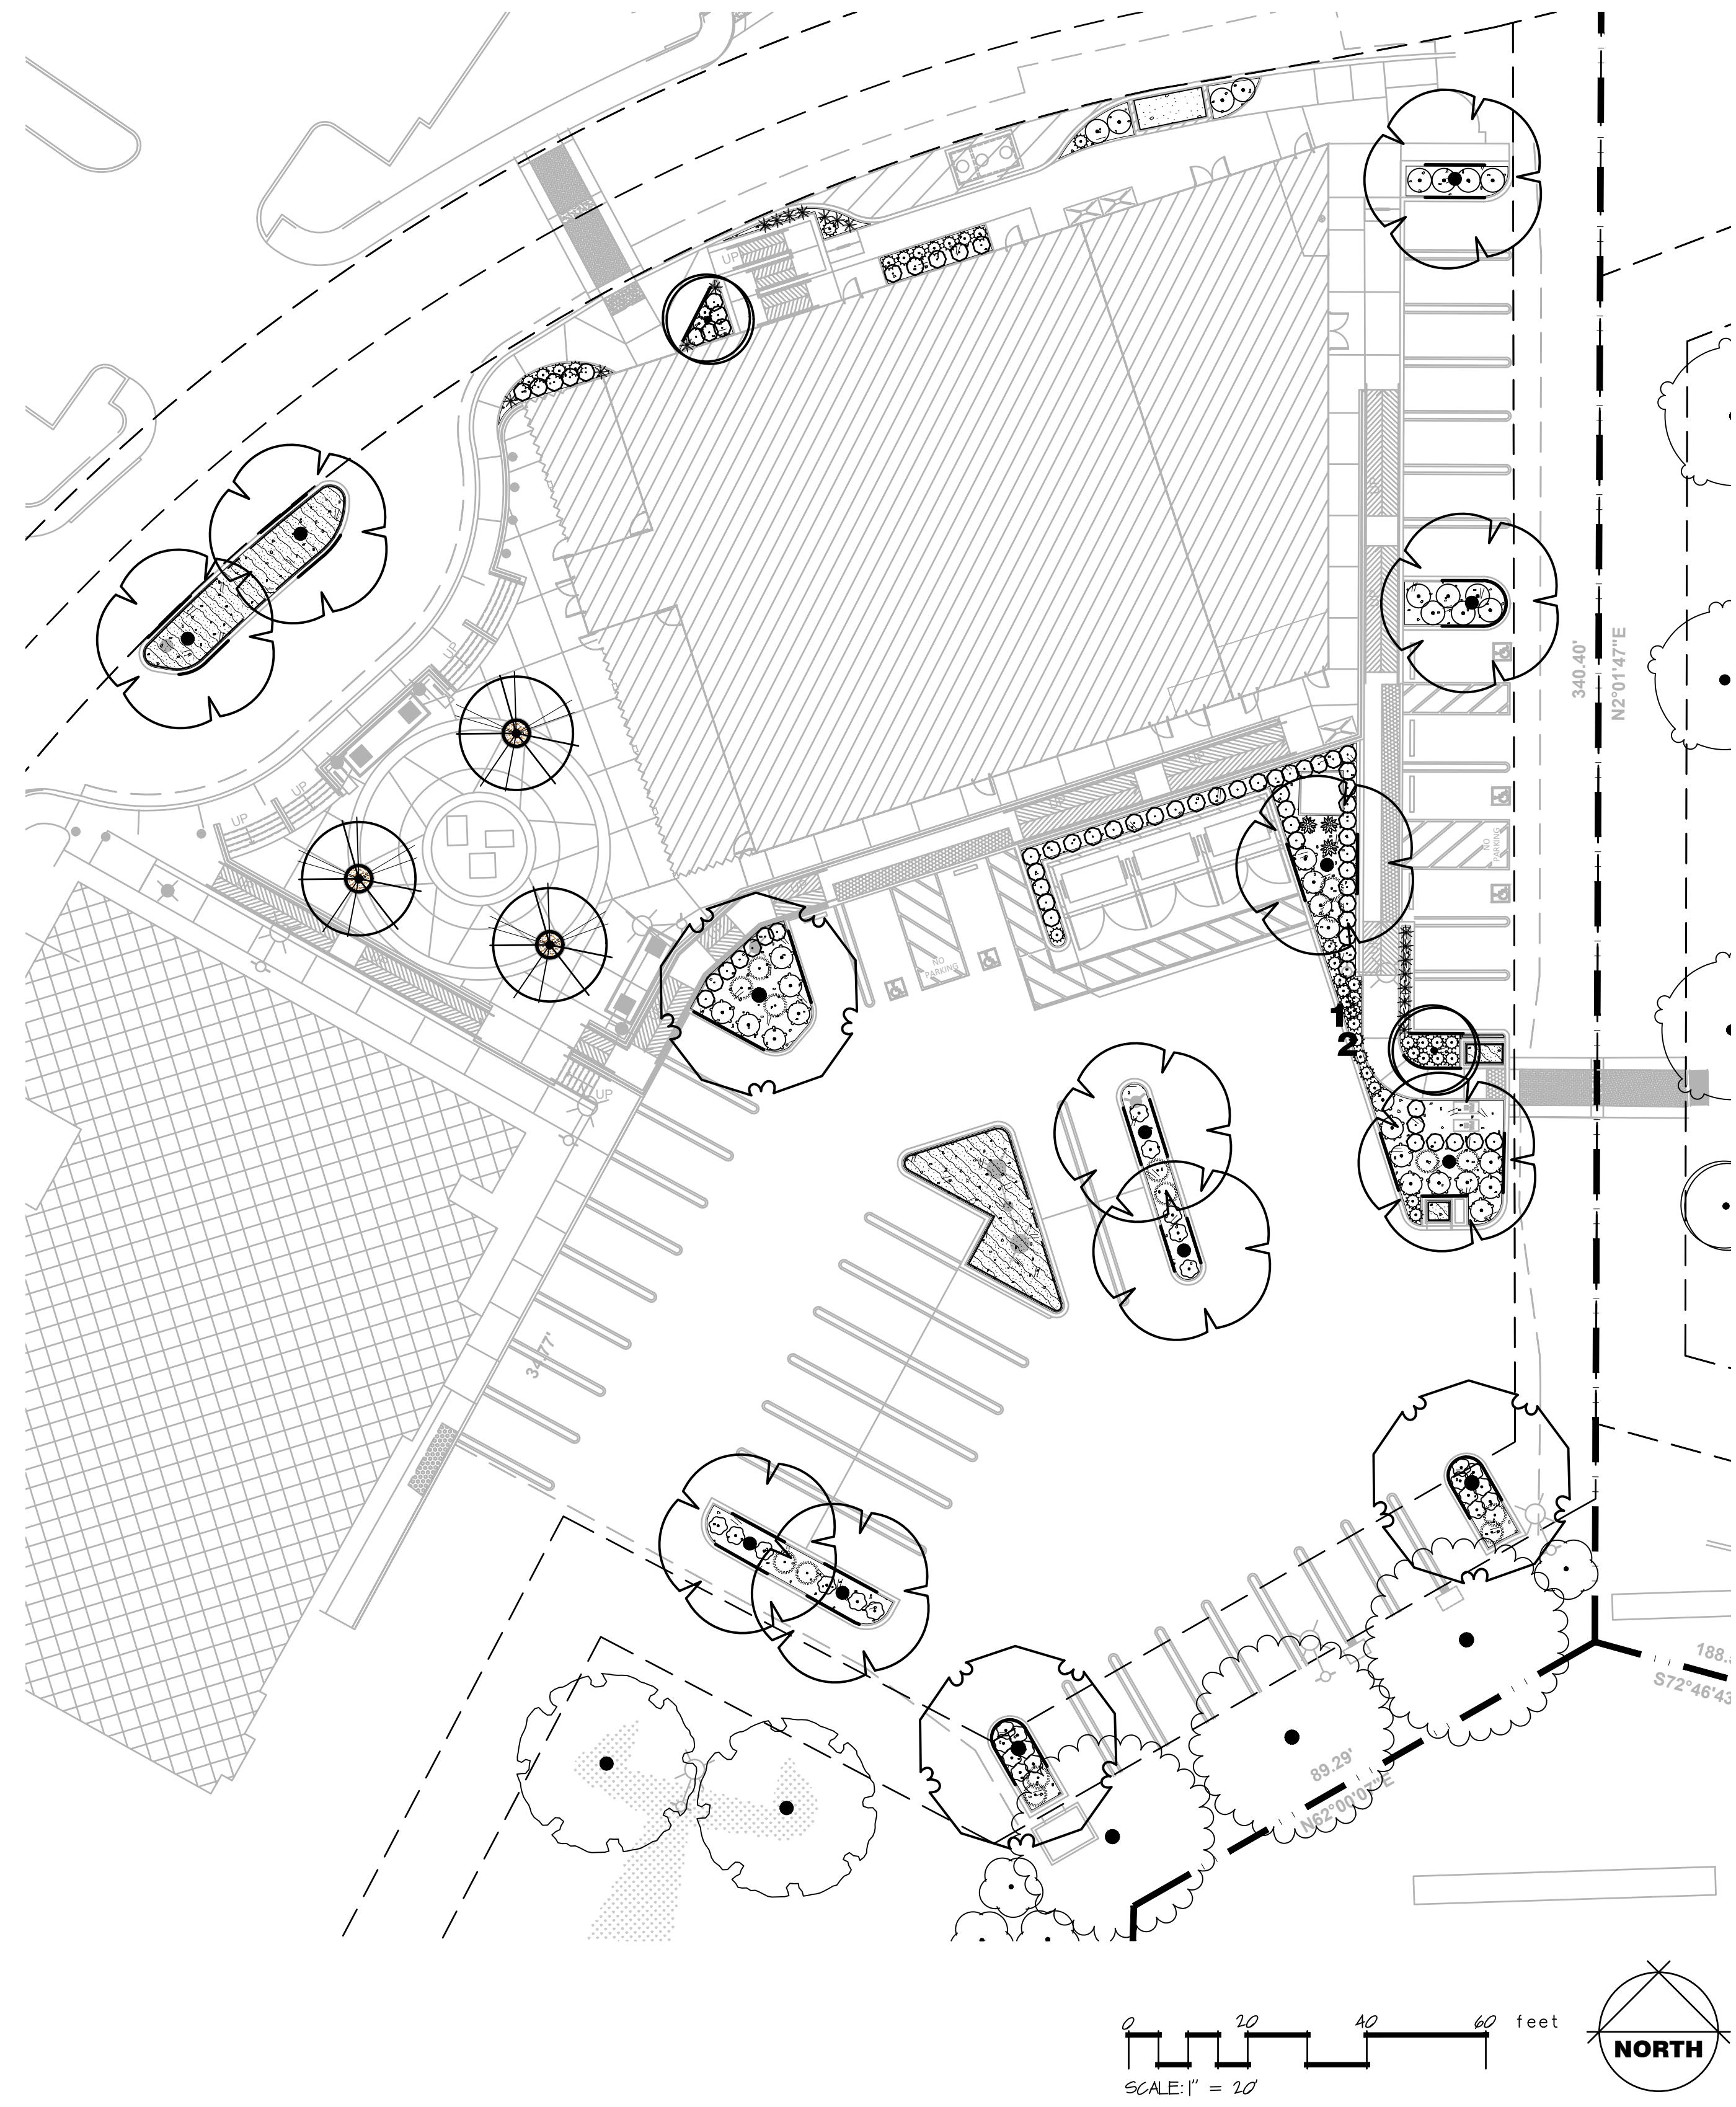 UP
340.40'
N2°01'47"E
UP
UP
UP
NO
PARKING
NO
PARKING
1
2
UP
34.77'
188.
S72°46'43
89.29'
N62°00'07"E
0 20 40 60 feet
SCALE: 1" = 20'
NORTH